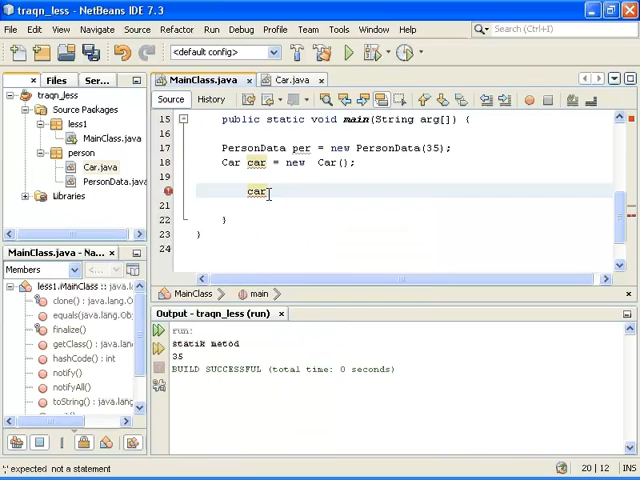 traqn_less - NetBeans IDE 7.3
File Edit View Navigate Source Refactor Run Debug Profile Team Tools Window Help
Search (Ctrl+I)
<default config>
Files Ser...
MainClass.java x Car.java x
Source History
traqn_less
Source Packages
less1
MainClass.java
person
Car.java
PersonData.java
Libraries
15 public static void main(String arg[]) {
16
17 PersonData per = new PersonData(35);
18 Car car = new Car();
19
car
21
22 }
23 }
24
MainClass main
MainClass.java - Na...
Members <
less1.MainClass :: java.lang
clone() : java.lang.O
equals(java.lang.Ob
finalize()
getClass() : java.lan
hashCode() : int
notify()
notifyAll()
toString() : java.lang
Output - traqn_less (run) x
run:
statik metod
35
BUILD SUCCESSFUL (total time: 0 seconds)
';' expected not a statement
20 | 12 INS